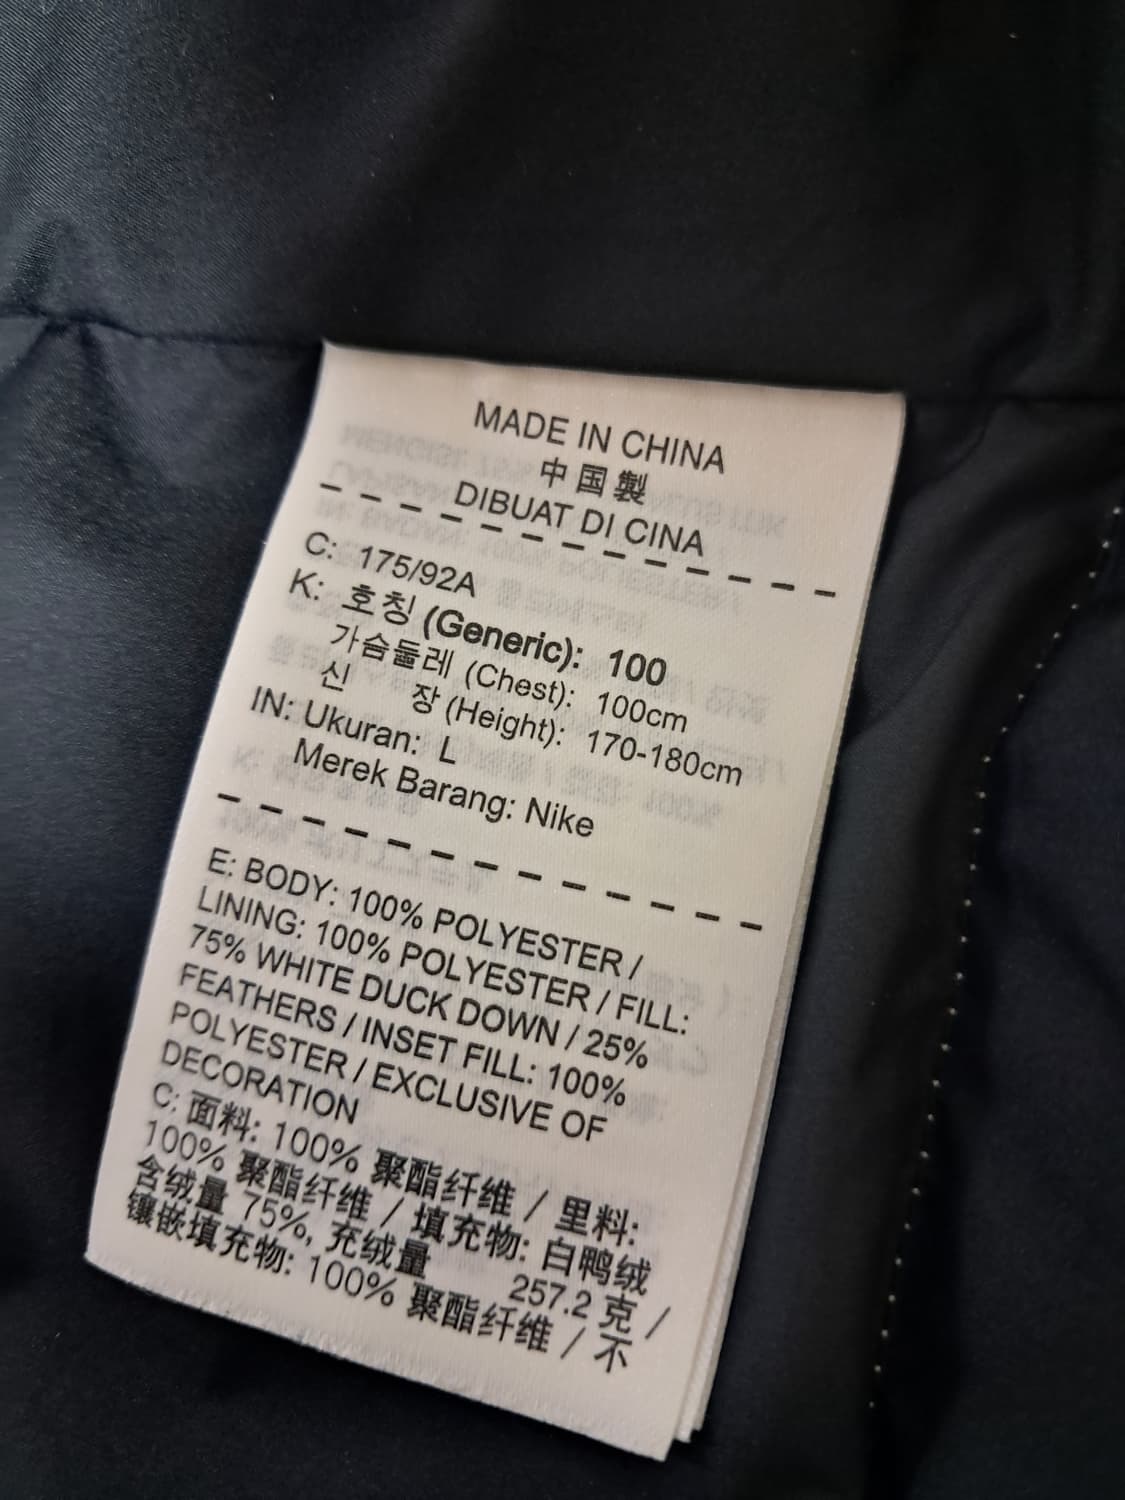 MADE IN CHINA
中国製
DIBUAT DI CINA
C: 175/92A
K: 호칭 (Generic): 100
가슴둘레 (Chest): 100cm
신 장 (Height): 170-180cm
IN: Ukuran: L
Merek Barang: Nike
E: BODY: 100% POLYESTER /
LINING: 100% POLYESTER / FILL:
75% WHITE DUCK DOWN / 25%
FEATHERS / INSET FILL: 100%
POLYESTER / EXCLUSIVE OF
DECORATION
C: 面料: 100% 聚酯纤维 / 里料:
100% 聚酯纤维 / 填充物: 白鸭绒
含绒量 75%, 充绒量 257.2 克 /
镶嵌填充物: 100% 聚酯纤维 / 不